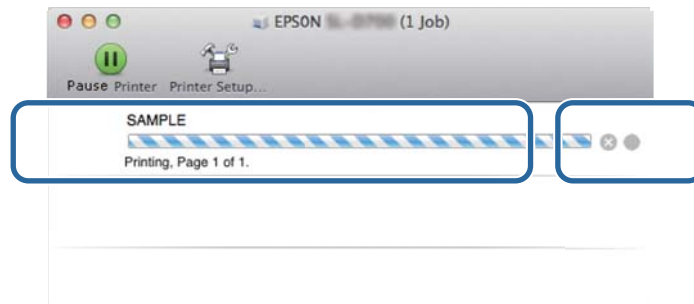 EPSON (1 Job)
Pause Printer Printer Setup...
SAMPLE
Printing, Page 1 of 1.